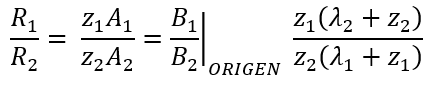 R₁/R₂ = z₁A₁/z₂A₂ = B₁/B₂|ORIGEN z₁(λ₂ + z₂)/z₂(λ₁ + z₁)